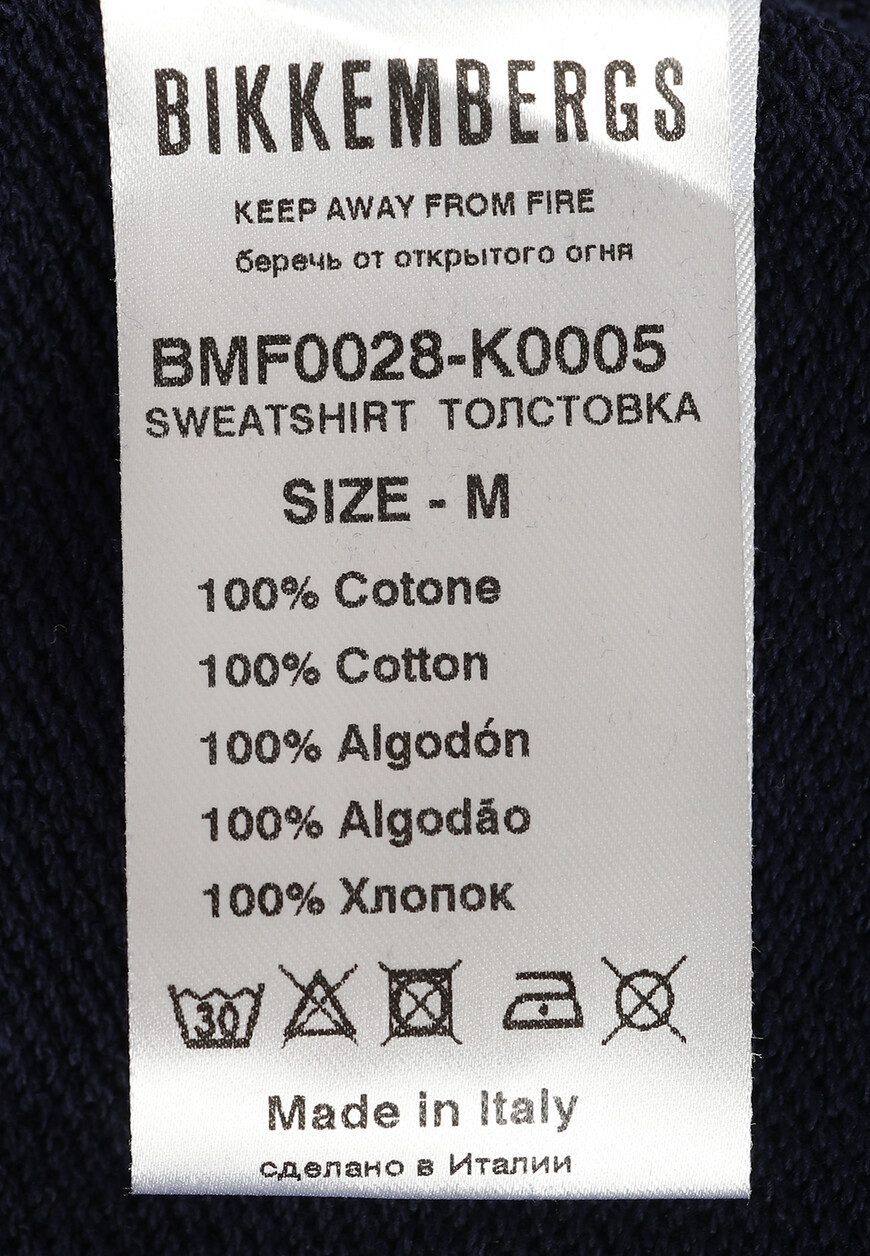 BIKKEMBERGS
KEEP AWAY FROM FIRE
беречь от открытого огня
BMF0028-K0005
SWEATSHIRT ТОЛСТОВКА
SIZE - M
100% Cotone
100% Cotton
100% Algodón
100% Algodão
100% Хлопок
30
Made in Italy
сделано в Италии